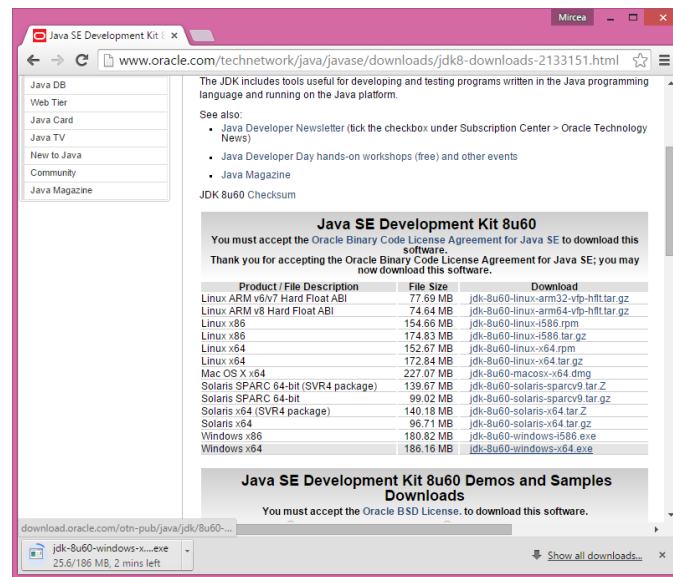 Mircea
Java SE Development Kit 8
www.oracle.com/technetwork/java/javase/downloads/jdk8-downloads-2133151.html
Java DB
Web Tier
Java Card
Java TV
New to Java
Community
Java Magazine
The JDK includes tools useful for developing and testing programs written in the Java programming
language and running on the Java platform.
See also:
Java Developer Newsletter (tick the checkbox under Subscription Center > Oracle Technology
News)
Java Developer Day hands-on workshops (free) and other events
Java Magazine
JDK 8u60 Checksum
Java SE Development Kit 8u60
You must accept the Oracle Binary Code License Agreement for Java SE to download this
software.
Thank you for accepting the Oracle Binary Code License Agreement for Java SE; you may
now download this software.
Product / File Description File Size Download
Linux ARM v6/v7 Hard Float ABI 77.69 MB jdk-8u60-linux-arm32-vfp-hflt.tar.gz
Linux ARM v8 Hard Float ABI 74.64 MB jdk-8u60-linux-arm64-vfp-hflt.tar.gz
Linux x86 154.66 MB jdk-8u60-linux-i586.rpm
Linux x86 174.83 MB jdk-8u60-linux-i586.tar.gz
Linux x64 152.67 MB jdk-8u60-linux-x64.rpm
Linux x64 172.84 MB jdk-8u60-linux-x64.tar.gz
Mac OS X x64 227.07 MB jdk-8u60-macosx-x64.dmg
Solaris SPARC 64-bit (SVR4 package) 139.67 MB jdk-8u60-solaris-sparcv9.tar.Z
Solaris SPARC 64-bit 99.02 MB jdk-8u60-solaris-sparcv9.tar.gz
Solaris x64 (SVR4 package) 140.18 MB jdk-8u60-solaris-x64.tar.Z
Solaris x64 96.71 MB jdk-8u60-solaris-x64.tar.gz
Windows x86 180.82 MB jdk-8u60-windows-i586.exe
Windows x64 186.16 MB jdk-8u60-windows-x64.exe
Java SE Development Kit 8u60 Demos and Samples
Downloads
You must accept the Oracle BSD License. to download this software.
download.oracle.com/otn-pub/java/jdk/8u60-...
jdk-8u60-windows-x....exe
25.6/186 MB, 2 mins left
Show all downloads...